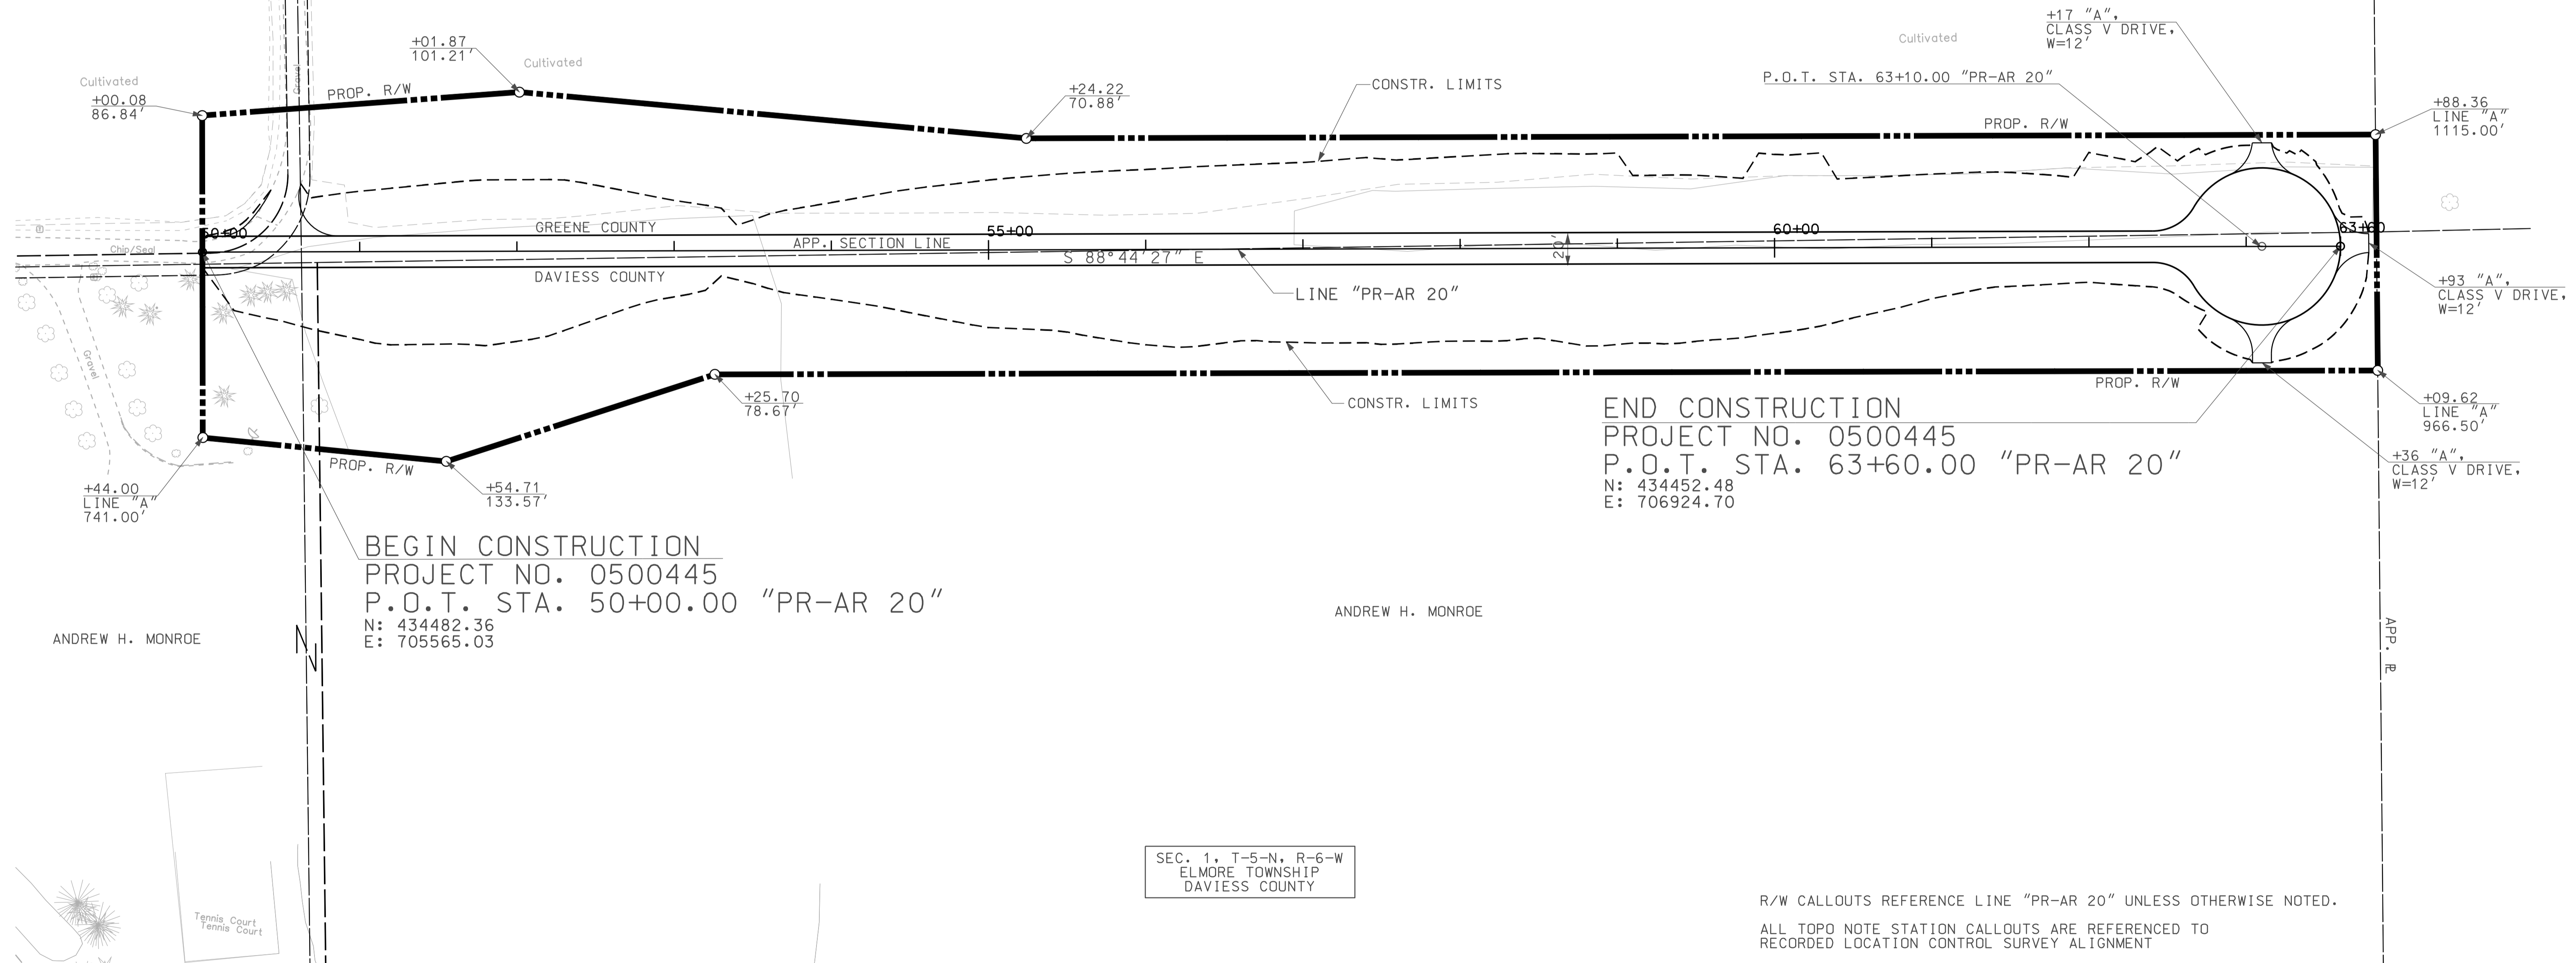 +17 "A",
CLASS V DRIVE,
W=12'
Cultivated
+01.87
101.21'
Cultivated
Cultivated
+00.08
86.84'
Gravel
PROP. R/W
+24.22
70.88'
CONSTR. LIMITS
P.O.T. STA. 63+10.00 "PR-AR 20"
PROP. R/W
+88.36
LINE "A"
1115.00'
50+00
GREENE COUNTY
55+00
60+00
63+60
Chip/Seal
APP. SECTION LINE
S 88°44'27" E
20'
DAVIESS COUNTY
LINE "PR-AR 20"
+93 "A",
CLASS V DRIVE,
W=12'
Gravel
PROP. R/W
+25.70
78.67'
CONSTR. LIMITS
+09.62
LINE "A"
966.50'
END CONSTRUCTION
PROJECT NO. 0500445
P.O.T. STA. 63+60.00 "PR-AR 20"
N: 434452.48
E: 706924.70
+36 "A",
CLASS V DRIVE,
W=12'
PROP. R/W
+44.00
LINE "A"
741.00'
+54.71
133.57'
BEGIN CONSTRUCTION
PROJECT NO. 0500445
P.O.T. STA. 50+00.00 "PR-AR 20"
N: 434482.36
E: 705565.03
ANDREW H. MONROE
N
ANDREW H. MONROE
APP. PL
SEC. 1, T-5-N, R-6-W
ELMORE TOWNSHIP
DAVIESS COUNTY
Tennis Court
Tennis Court
R/W CALLOUTS REFERENCE LINE "PR-AR 20" UNLESS OTHERWISE NOTED.
ALL TOPO NOTE STATION CALLOUTS ARE REFERENCED TO
RECORDED LOCATION CONTROL SURVEY ALIGNMENT